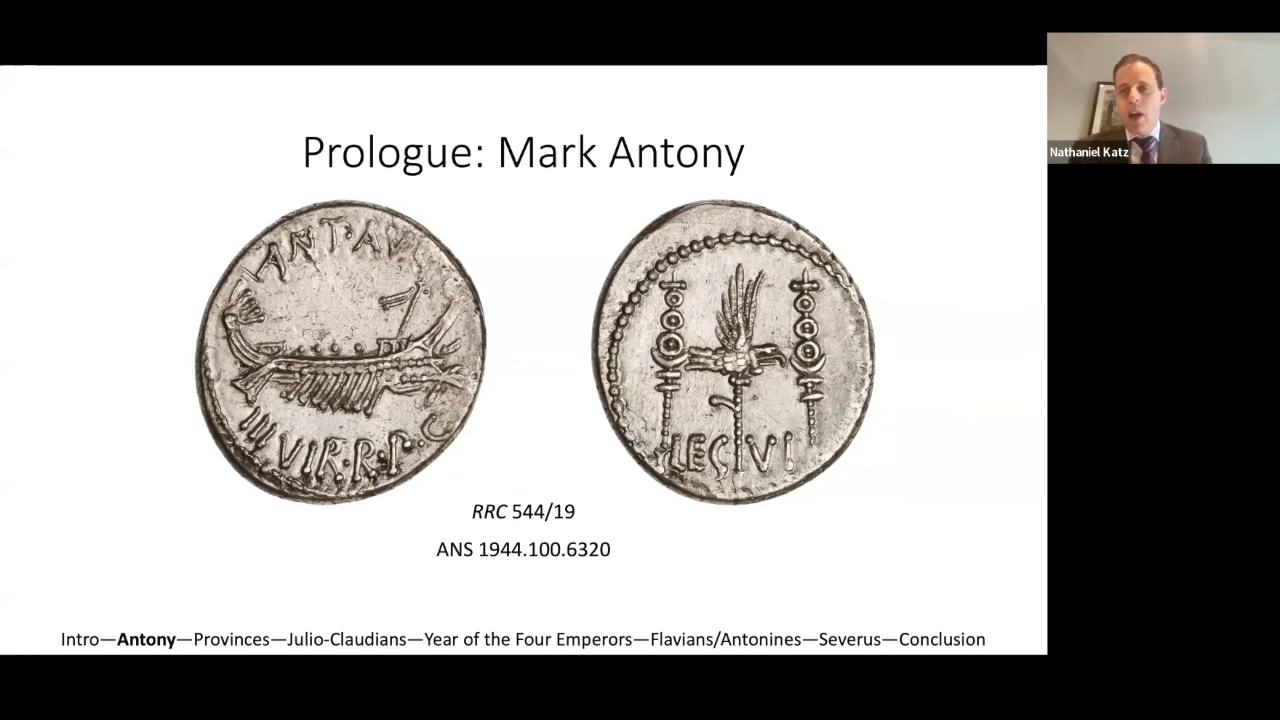 Prologue: Mark Antony
ANT·AV
III VIR·R·P·C
LEG VI
RRC 544/19
ANS 1944.100.6320
Intro—Antony—Provinces—Julio-Claudians—Year of the Four Emperors—Flavians/Antonines—Severus—Conclusion
Nathaniel Katz